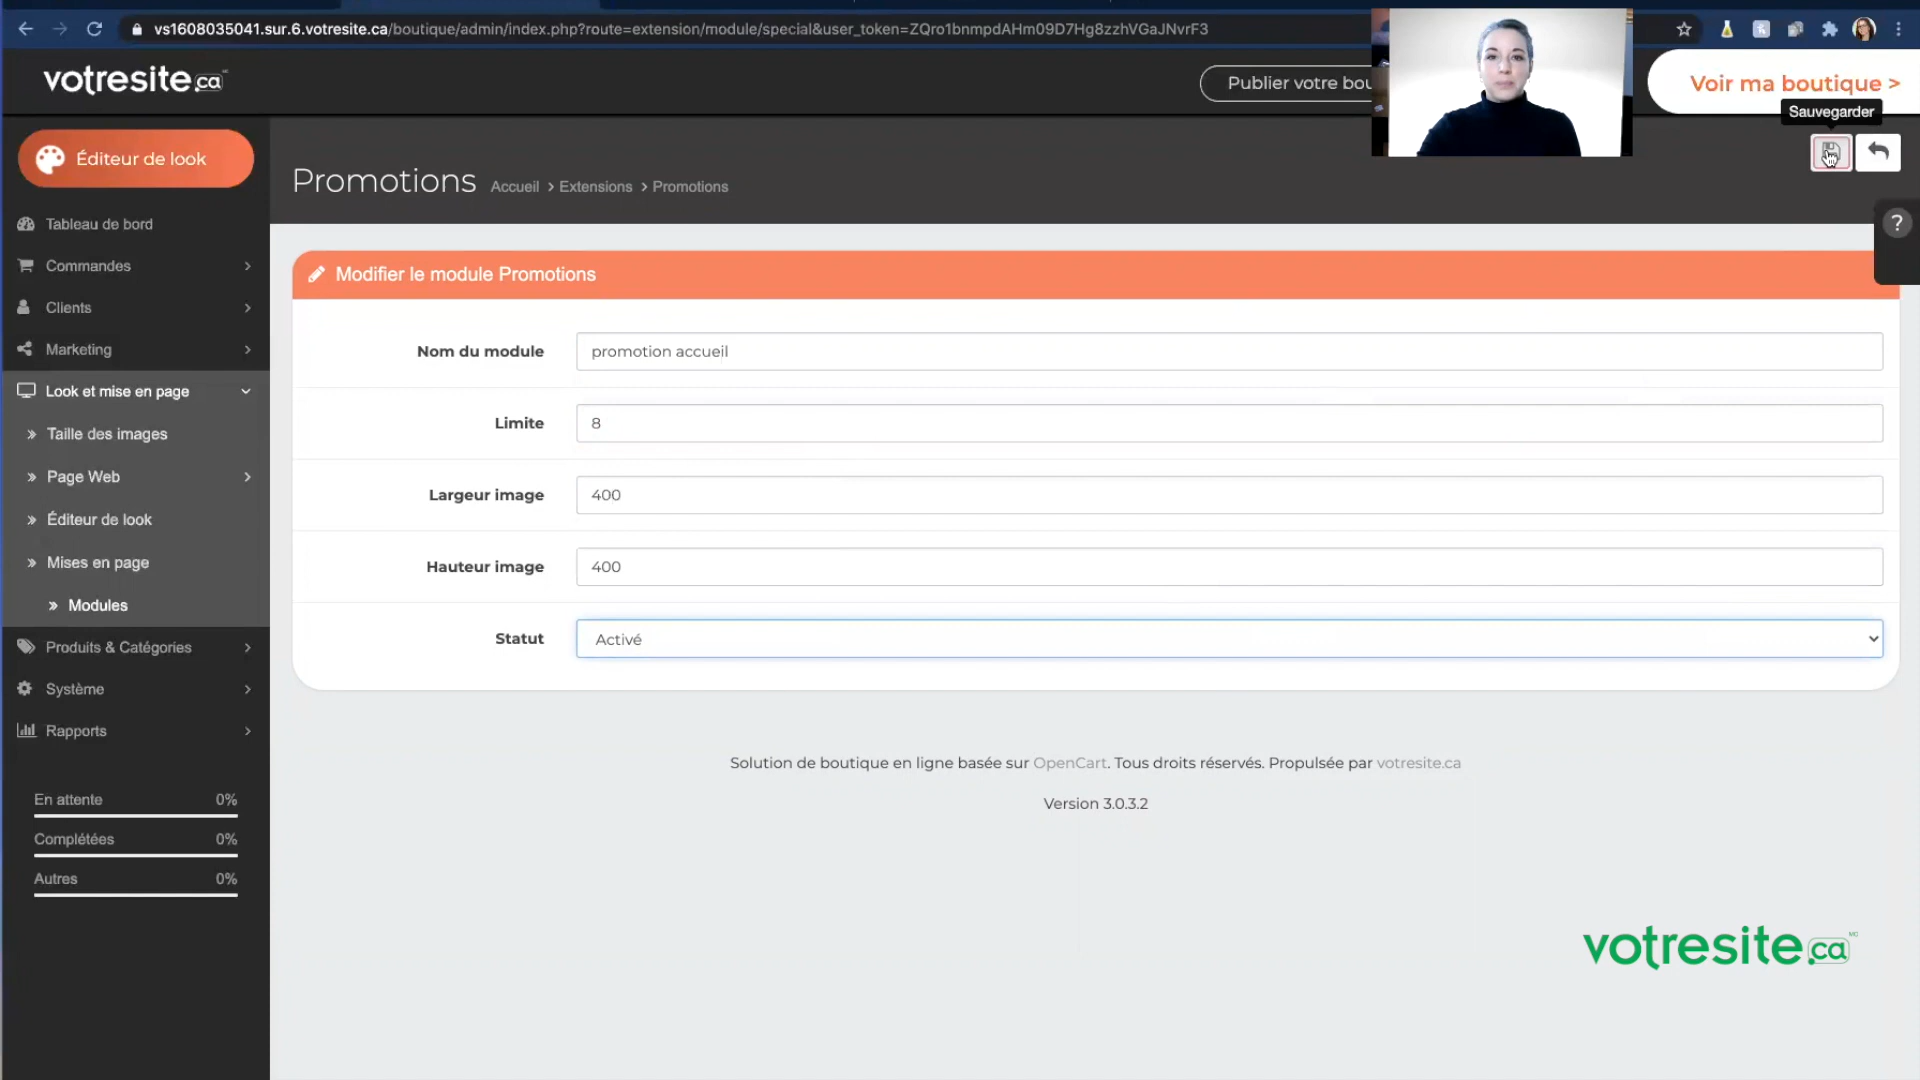 vs1608035041.sur.6.votresite.ca/boutique/admin/index.php?route=extension/module/special&user_token=ZQro1bnmpdAHm09D7Hg8zzhVGaJNvrF3
votresite.ca
Publier votre bou
Voir ma boutique >
Sauvegarder
Éditeur de look
Promotions
Accueil > Extensions > Promotions
?
Tableau de bord
Commandes
Clients
Marketing
Look et mise en page
Taille des images
Page Web
Éditeur de look
Mises en page
Modules
Produits & Catégories
Système
Rapports
En attente 0%
Complétées 0%
Autres 0%
Modifier le module Promotions
Nom du module promotion accueil
Limite 8
Largeur image 400
Hauteur image 400
Statut Activé
Solution de boutique en ligne basée sur OpenCart. Tous droits réservés. Propulsée par votresite.ca
Version 3.0.3.2
votresite.ca MC